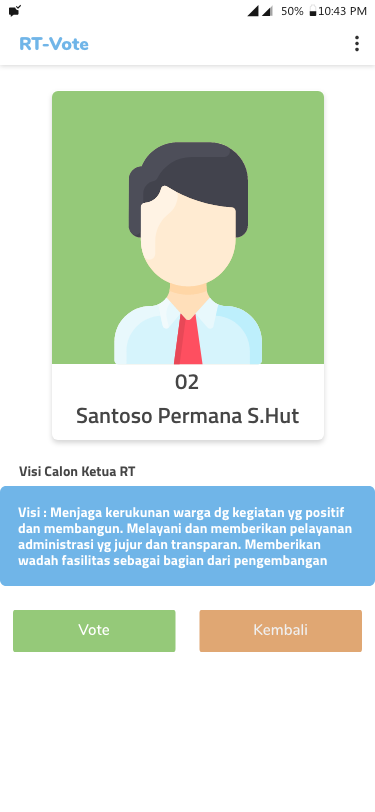 50% 10:43 PM
RT-Vote
02
Santoso Permana S.Hut
Visi Calon Ketua RT
Visi : Menjaga kerukunan warga dg kegiatan yg positif
dan membangun. Melayani dan memberikan pelayanan
administrasi yg jujur dan transparan. Memberikan
wadah fasilitas sebagai bagian dari pengembangan
Vote
Kembali